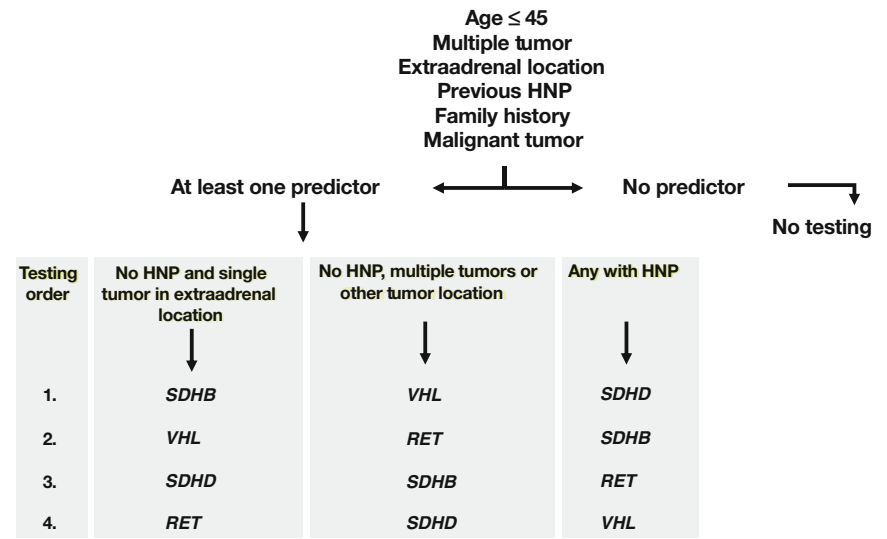 Age ≤ 45
Multiple tumor
Extraadrenal location
Previous HNP
Family history
Malignant tumor
At least one predictor
No predictor
No testing
Testing
order
No HNP and single
tumor in extraadrenal
location
No HNP, multiple tumors or
other tumor location
Any with HNP
1. SDHB VHL SDHD
2. VHL RET SDHB
3. SDHD SDHB RET
4. RET SDHD VHL